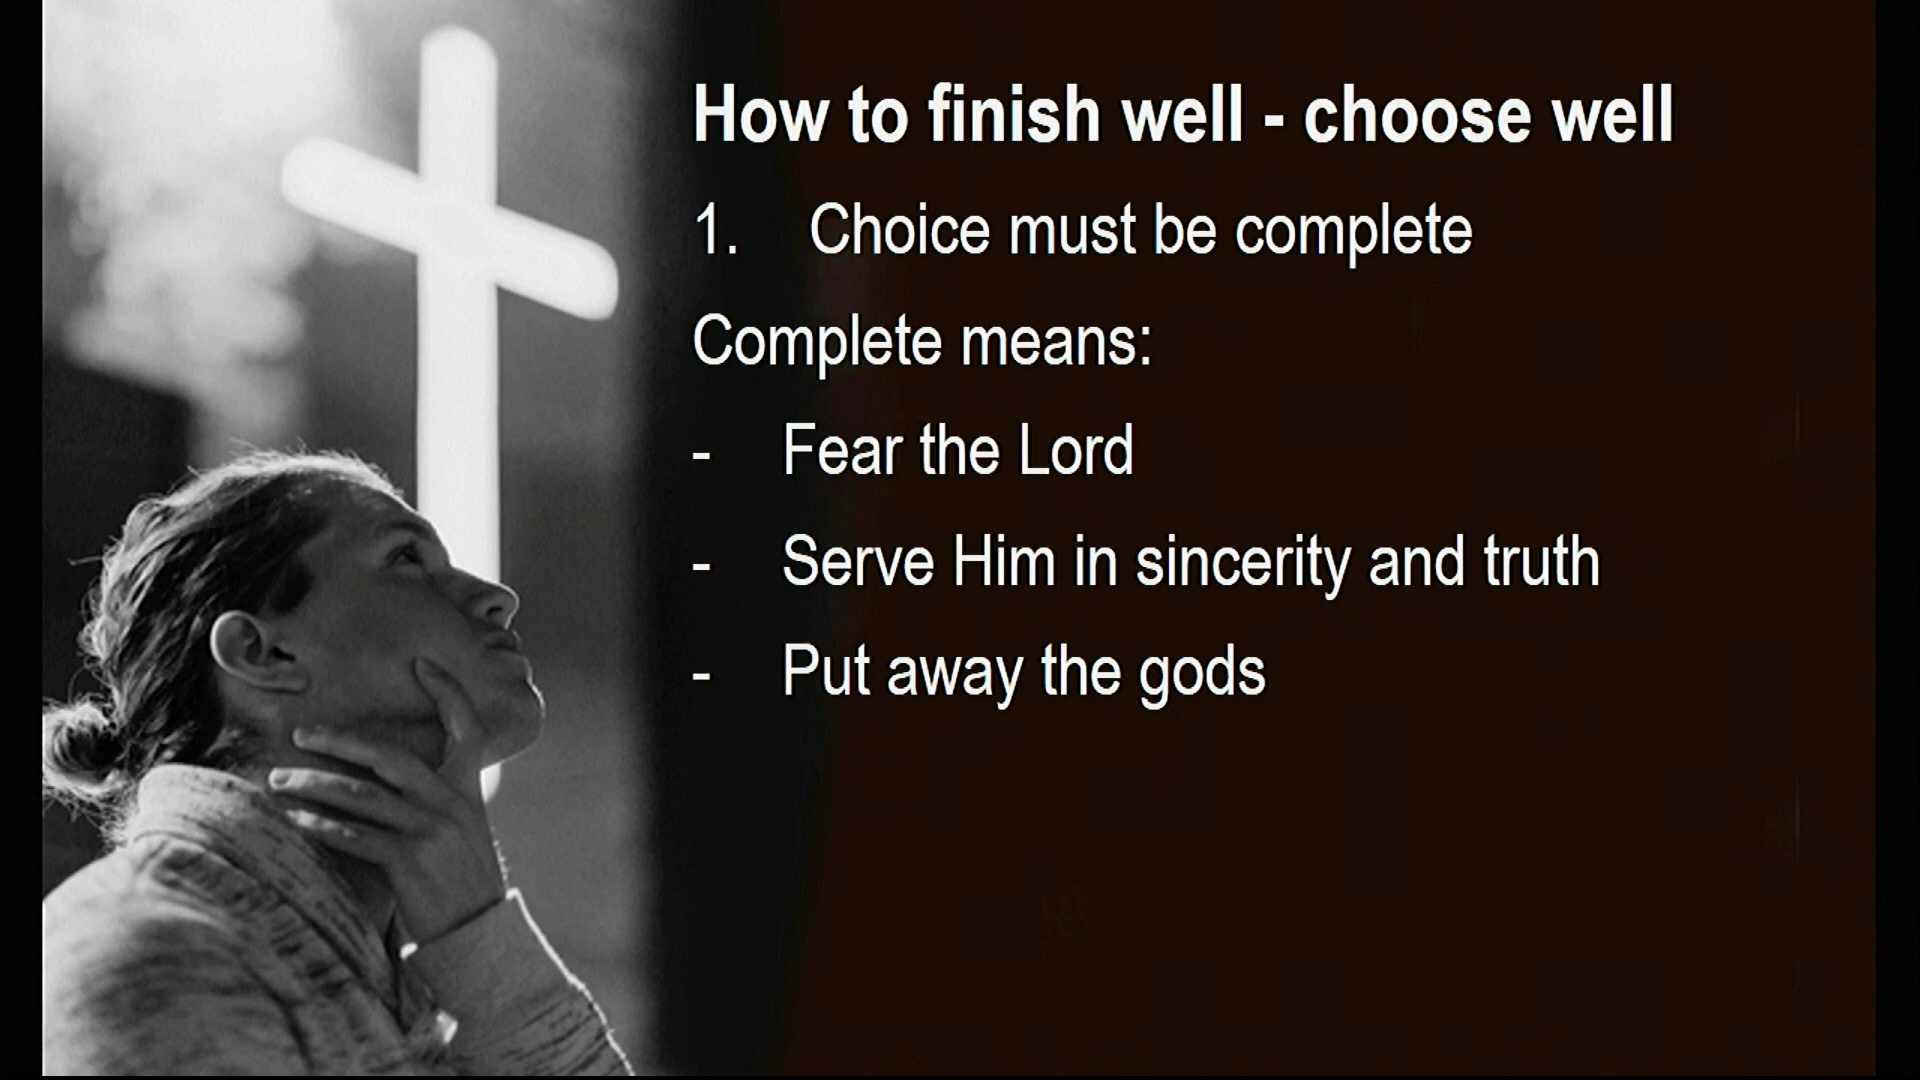 How to finish well - choose well
1. Choice must be complete
Complete means:
- Fear the Lord
- Serve Him in sincerity and truth
- Put away the gods